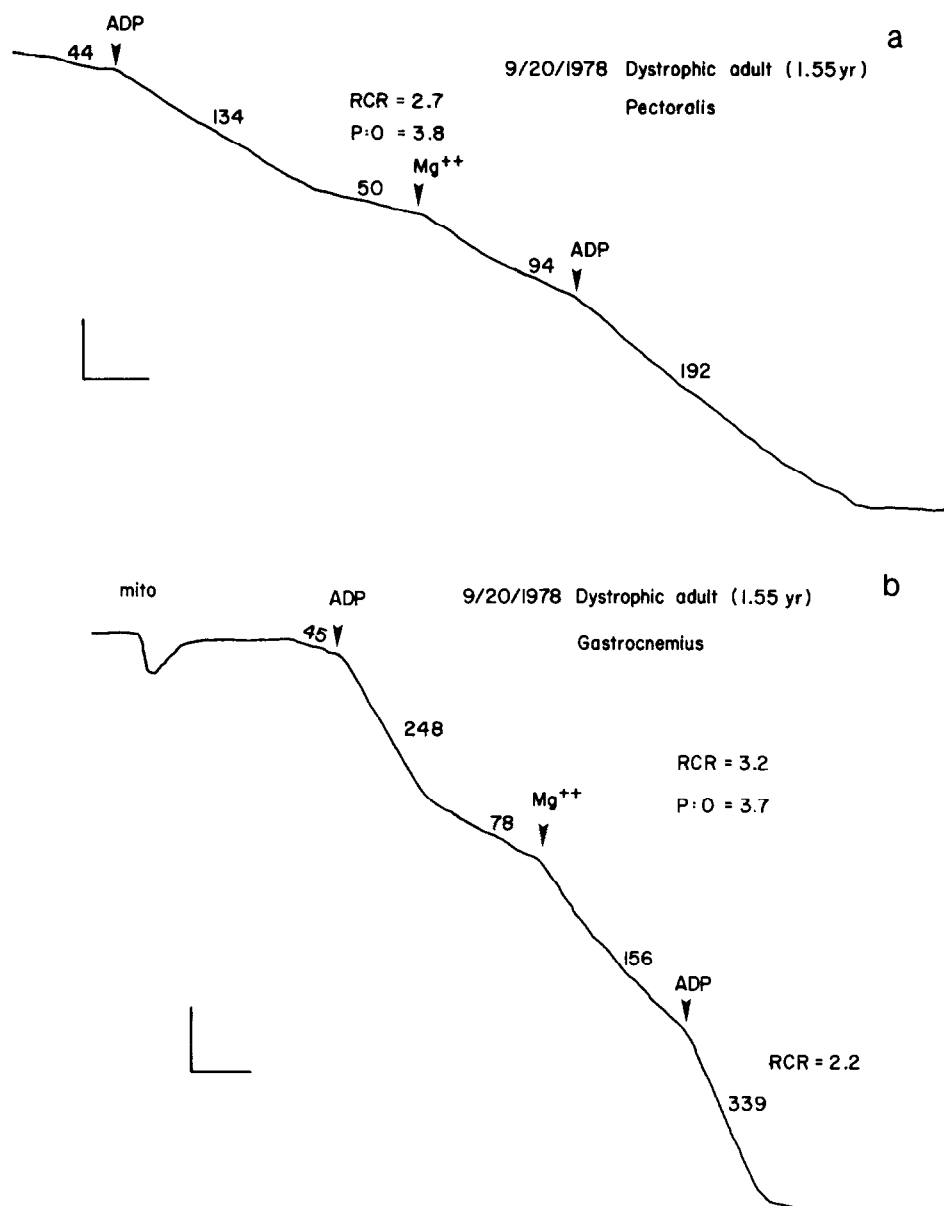 a
ADP
44
9/20/1978 Dystrophic adult (1.55 yr)
Pectoralis
RCR = 2.7
134
P:O = 3.8
Mg++
50
ADP
94
192
b
mito
ADP
9/20/1978 Dystrophic adult (1.55 yr)
45
Gastrocnemius
248
RCR = 3.2
Mg++
P:O = 3.7
78
156
ADP
RCR = 2.2
339